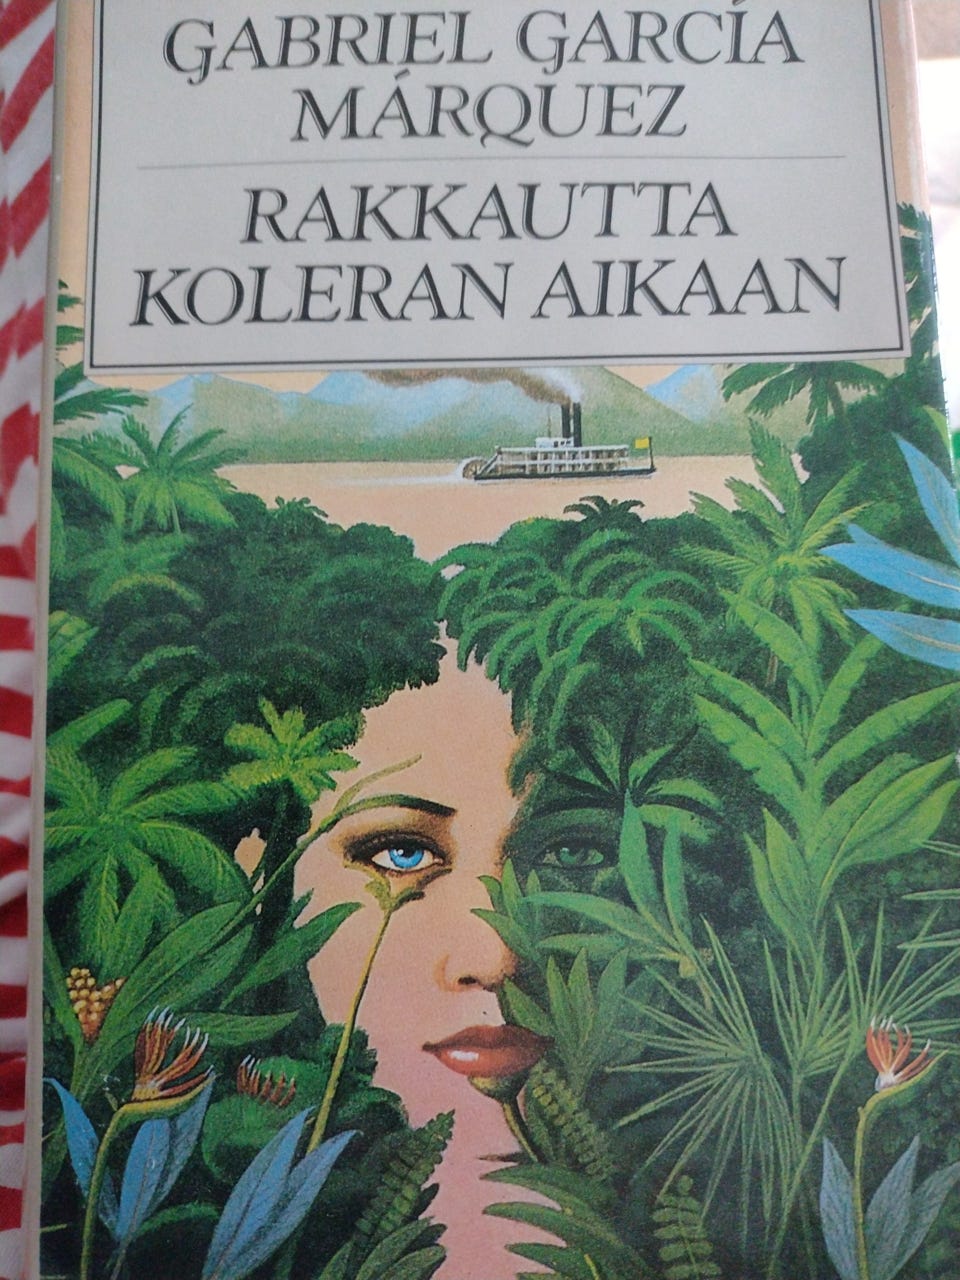 GABRIEL GARCÍA
MÁRQUEZ
RAKKAUTTA
KOLERAN AIKAAN